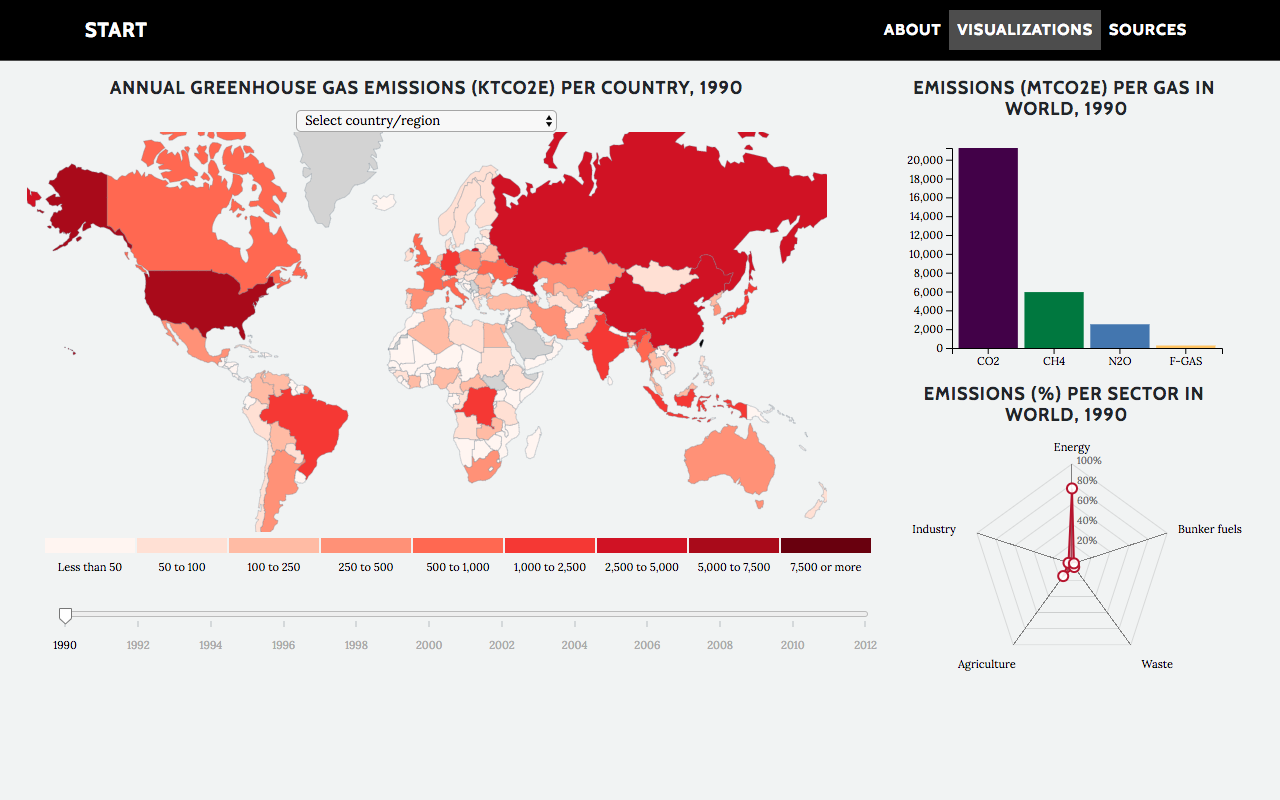 START
ABOUT VISUALIZATIONS SOURCES
ANNUAL GREENHOUSE GAS EMISSIONS (KTCO2E) PER COUNTRY, 1990
Select country/region
Less than 50 50 to 100 100 to 250 250 to 500 500 to 1,000 1,000 to 2,500 2,500 to 5,000 5,000 to 7,500 7,500 or more
1990 1992 1994 1996 1998 2000 2002 2004 2006 2008 2010 2012
EMISSIONS (MTCO2E) PER GAS IN
WORLD, 1990
20,000
18,000
16,000
14,000
12,000
10,000
8,000
6,000
4,000
2,000
0
CO2 CH4 N2O F-GAS
EMISSIONS (%) PER SECTOR IN
WORLD, 1990
Energy
100%
80%
60%
40%
Industry Bunker fuels
20%
Agriculture Waste